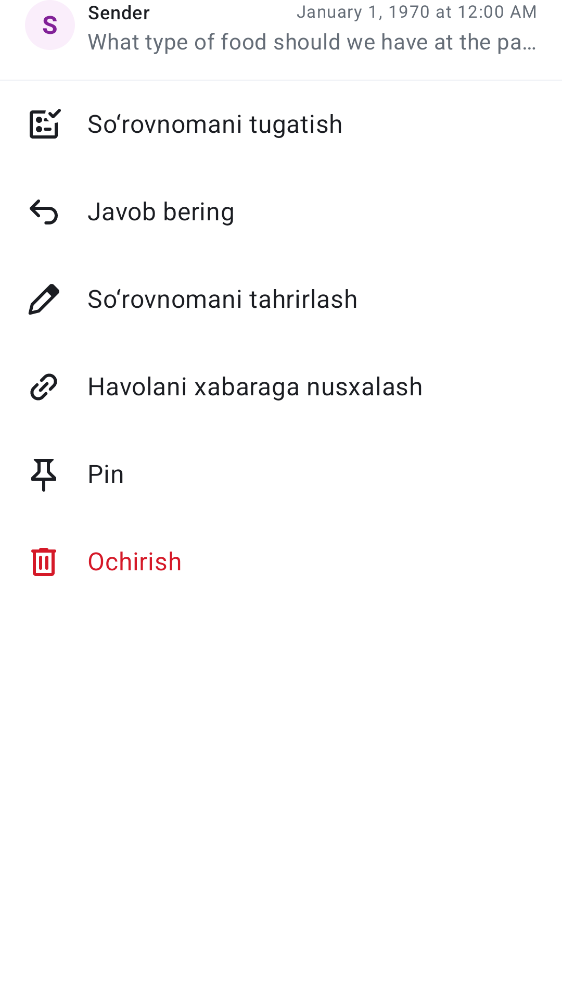 S
Sender
January 1, 1970 at 12:00 AM
What type of food should we have at the pa…
So‘rovnomani tugatish
Javob bering
So‘rovnomani tahrirlash
Havolani xabaraga nusxalash
Pin
Ochirish